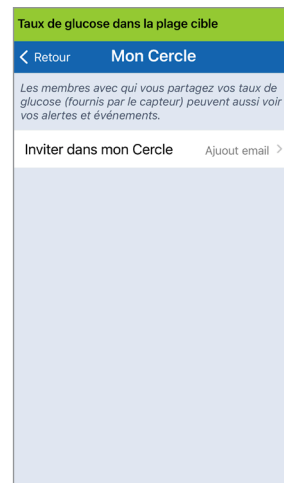 Taux de glucose dans la plage cible
Retour Mon Cercle
Les membres avec qui vous partagez vos taux de
glucose (fournis par le capteur) peuvent aussi voir
vos alertes et événements.
Inviter dans mon Cercle Ajuout email